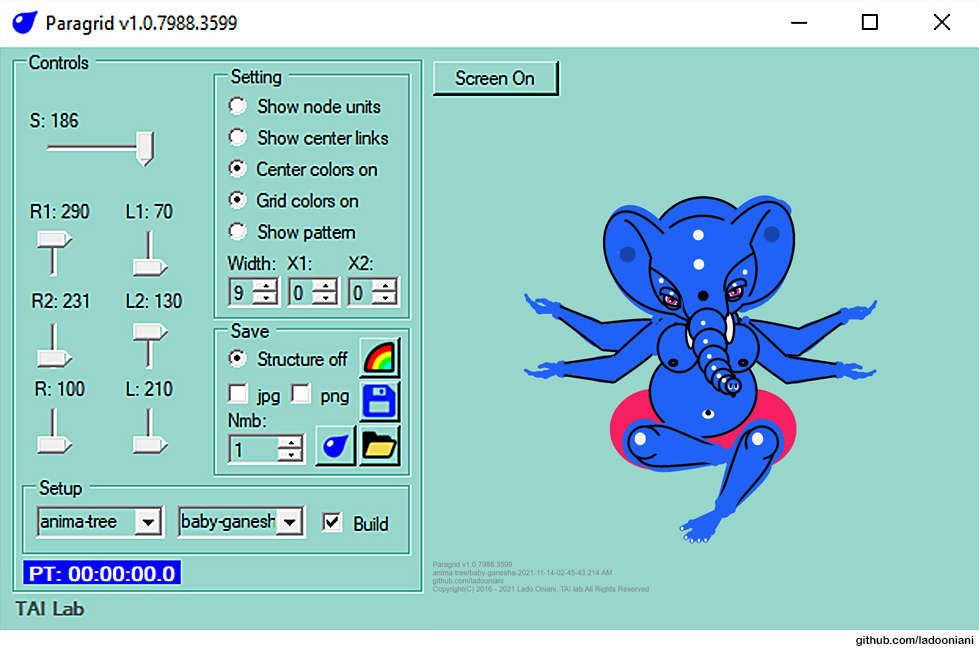 Paragrid v1.0.7988.3599
Controls
S: 186
R1: 290 L1: 70
R2: 231 L2: 130
R: 100 L: 210
Setting
Show node units
Show center links
Center colors on
Grid colors on
Show pattern
Width: X1: X2:
9 0 0
Save
Structure off
jpg png
Nmb:
1
Setup
anima-tree baby-ganesh Build
PT: 00:00:00.0
TAI Lab
Screen On
Paragrid v1.0.7988.3599
anima-tree/baby-ganesha-2021-11-14-02-45-43.214 AM
github.com/ladooniani
Copyright(C) 2016 - 2021 Lado Oniani. TAI lab.All Rights Reserved
github.com/ladooniani